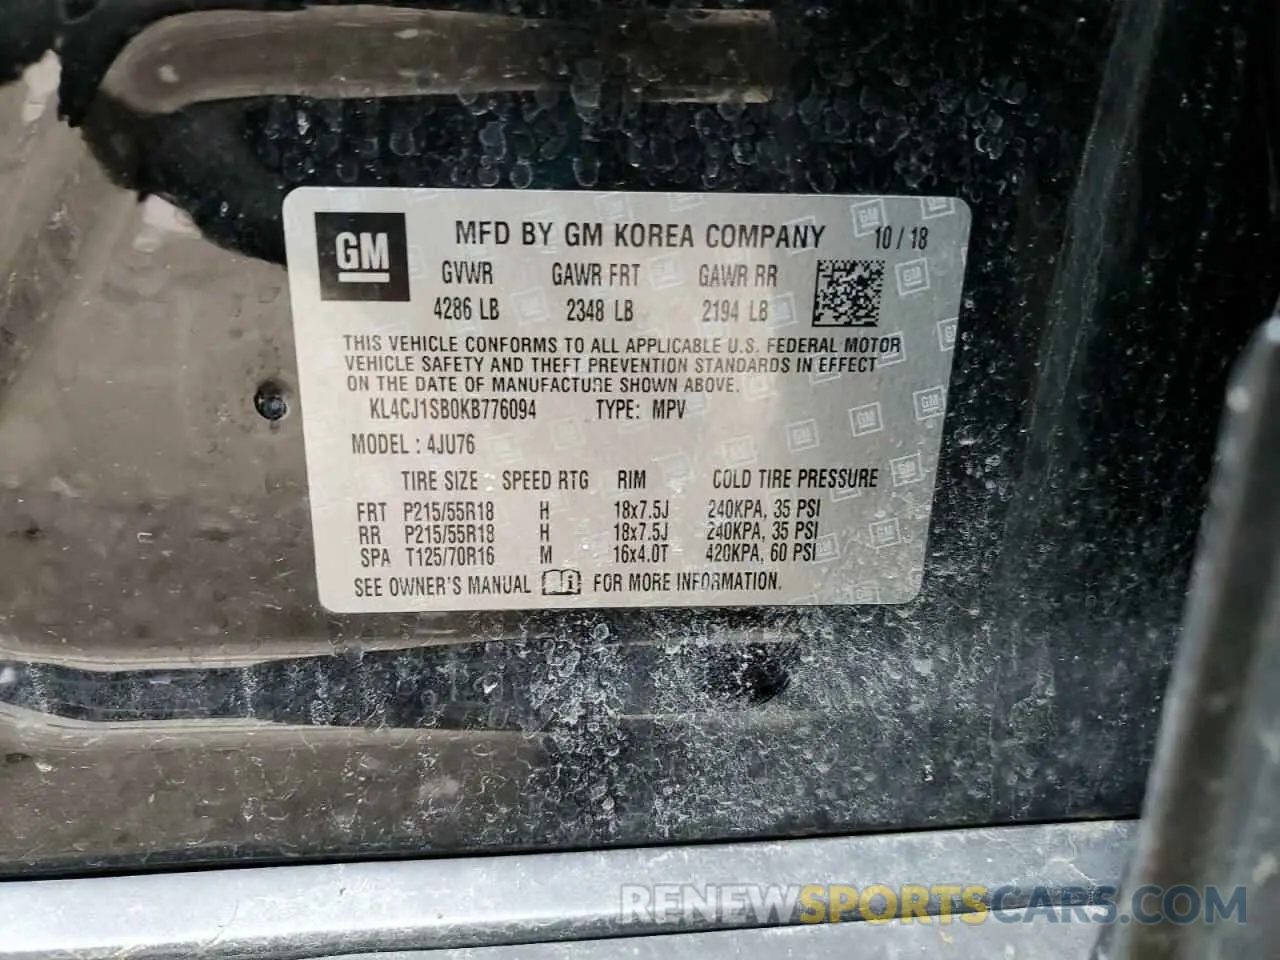 GM MFD BY GM KOREA COMPANY 10 / 18
GVWR GAWR FRT GAWR RR
4286 LB 2348 LB 2194 LB
THIS VEHICLE CONFORMS TO ALL APPLICABLE U.S. FEDERAL MOTOR
VEHICLE SAFETY AND THEFT PREVENTION STANDARDS IN EFFECT
ON THE DATE OF MANUFACTURE SHOWN ABOVE.
KL4CJ1SB0KB776094 TYPE: MPV
MODEL : 4JU76
TIRE SIZE SPEED RTG RIM COLD TIRE PRESSURE
FRT P215/55R18 H 18x7.5J 240KPA, 35 PSI
RR P215/55R18 H 18x7.5J 240KPA, 35 PSI
SPA T125/70R16 M 16x4.0T 420KPA, 60 PSI
SEE OWNER'S MANUAL FOR MORE INFORMATION.
RENEWSPORTSCARS.COM